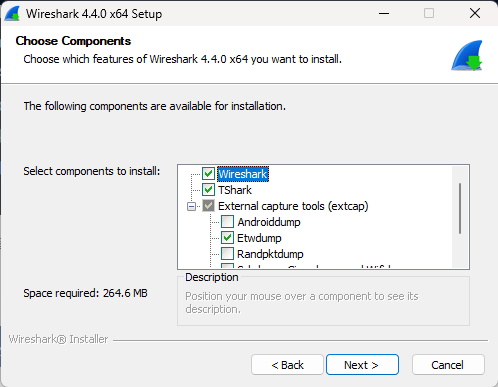 Wireshark 4.4.0 x64 Setup
Choose Components
Choose which features of Wireshark 4.4.0 x64 you want to install.
The following components are available for installation.
Select components to install:
Wireshark
TShark
External capture tools (extcap)
Androiddump
Etwdump
Randpktdump
Space required: 264.6 MB
Description
Position your mouse over a component to see its
description.
Wireshark® Installer
< Back
Next >
Cancel